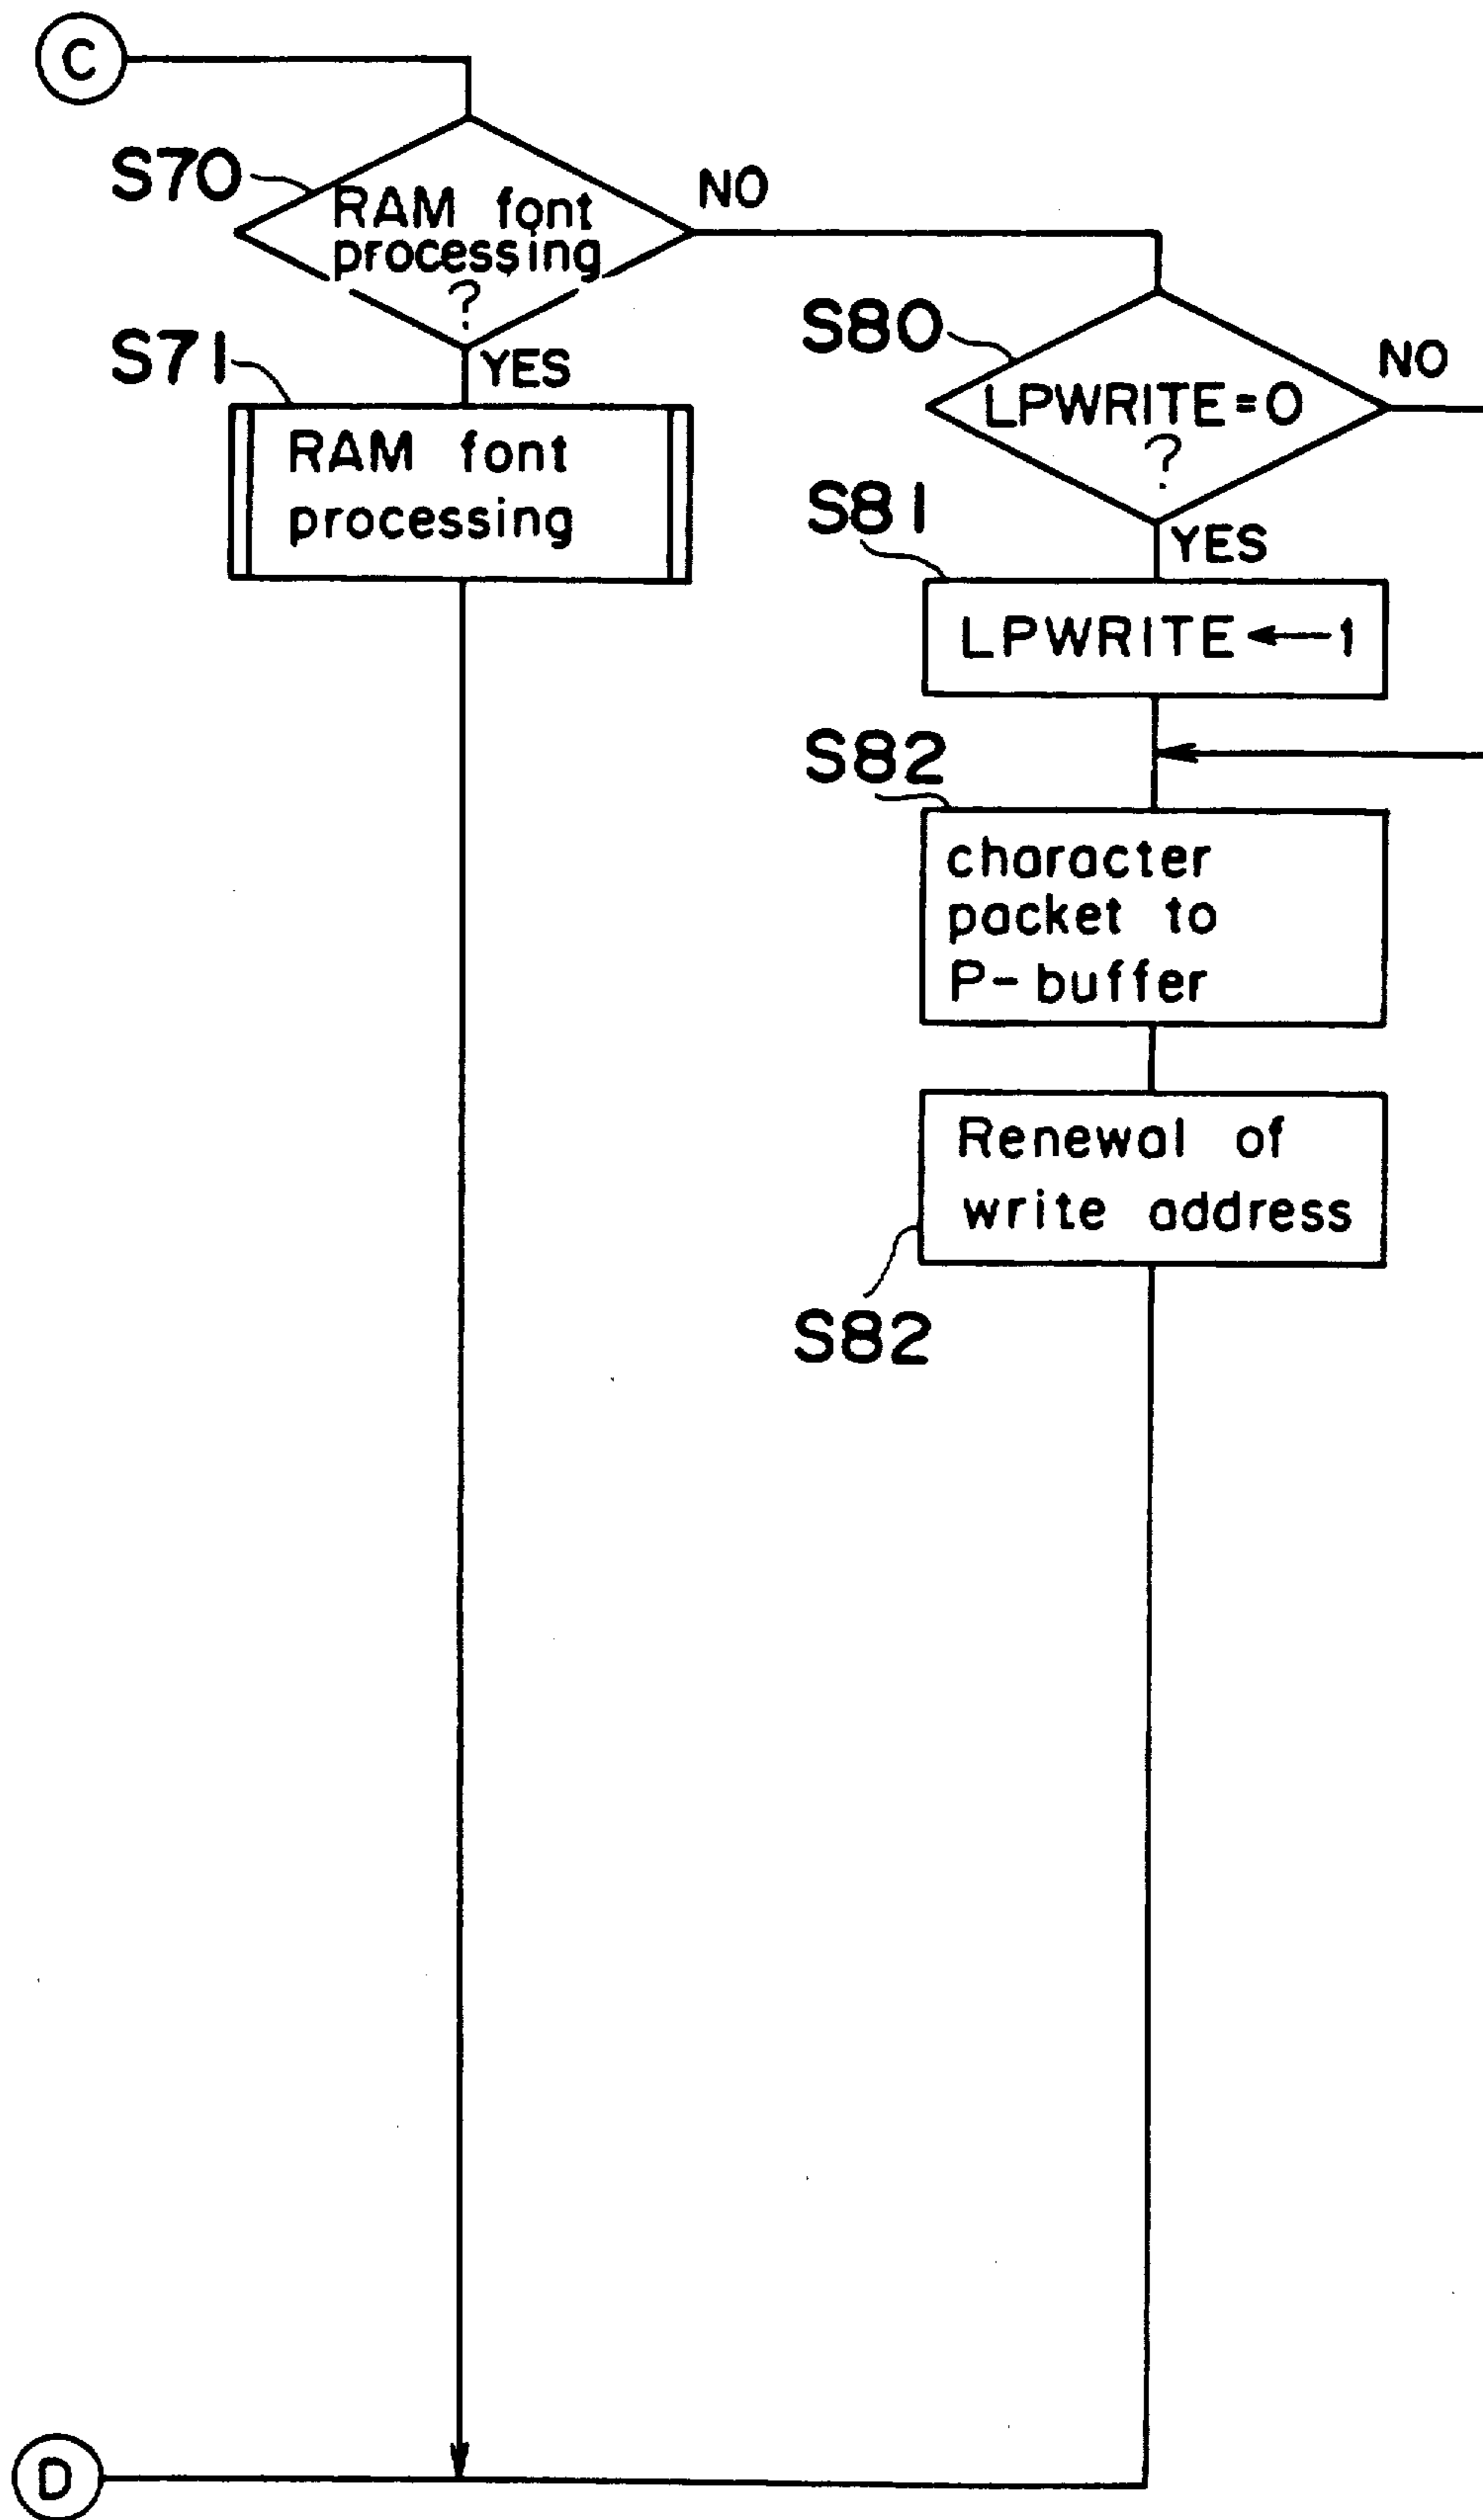 C
S70
RAM font
processing
?
NO
YES
S71
RAM font
processing
S80
LPWRITE=0
?
NO
YES
S81
LPWRITE←1
S82
character
packet to
P-buffer
Renewal of
write address
S82
D